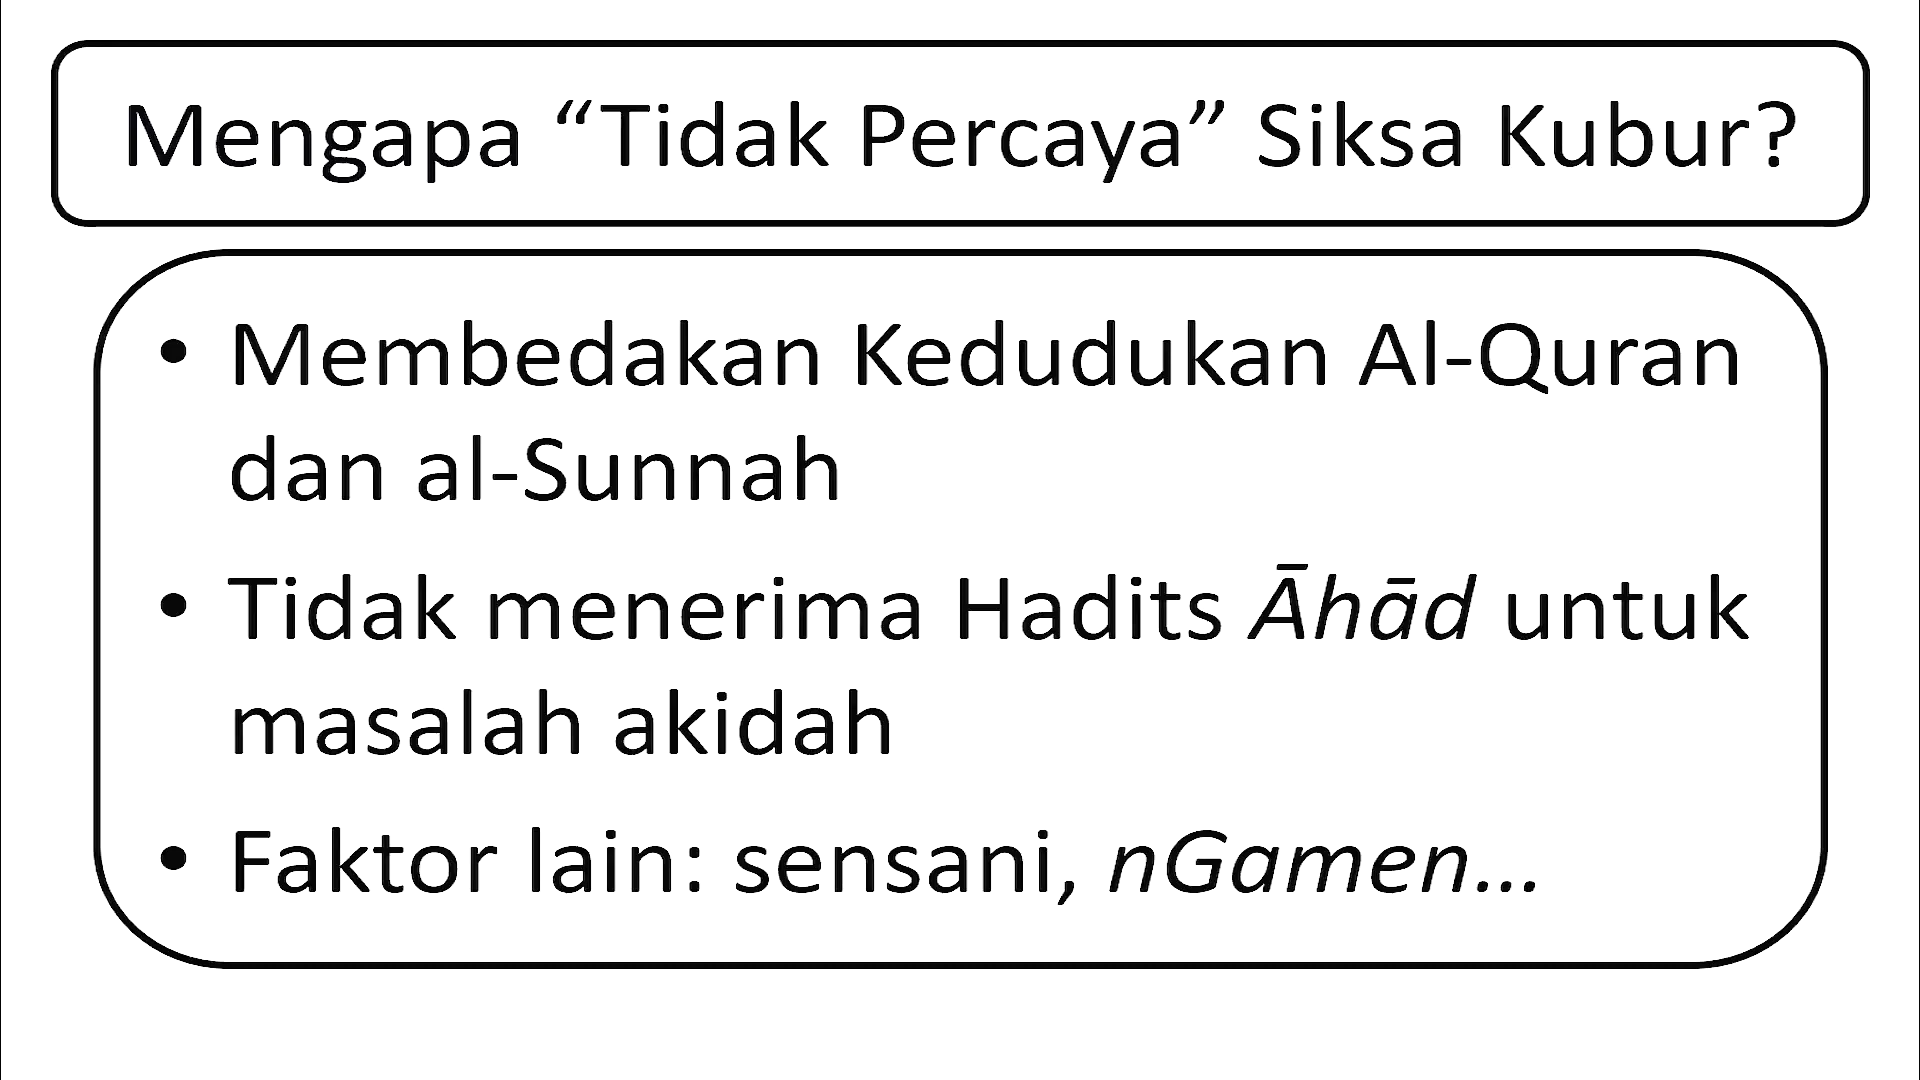 Mengapa “Tidak Percaya” Siksa Kubur?
• Membedakan Kedudukan Al-Quran
dan al-Sunnah
• Tidak menerima Hadits Āhād untuk
masalah akidah
• Faktor lain: sensani, nGamen...